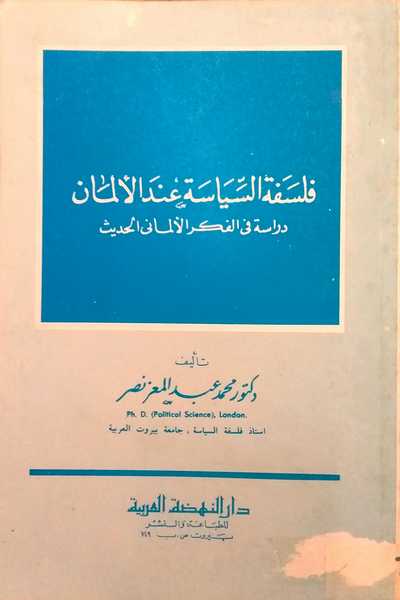 فلسفة السياسة عند الألمان
دراسة في الفكر الألماني الحديث
تأليف
دكتور محمد عبد المعز نصر
Ph. D. (Political Science), London.
استاذ فلسفة السياسة ، جامعة بيروت العربية
دار النهضة العربية
للطباعة والنشر
بيروت ص.ب ٧٤٩